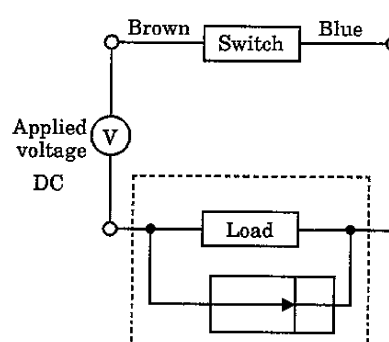 Brown
Switch
Blue
Applied
voltage
V
DC
Load